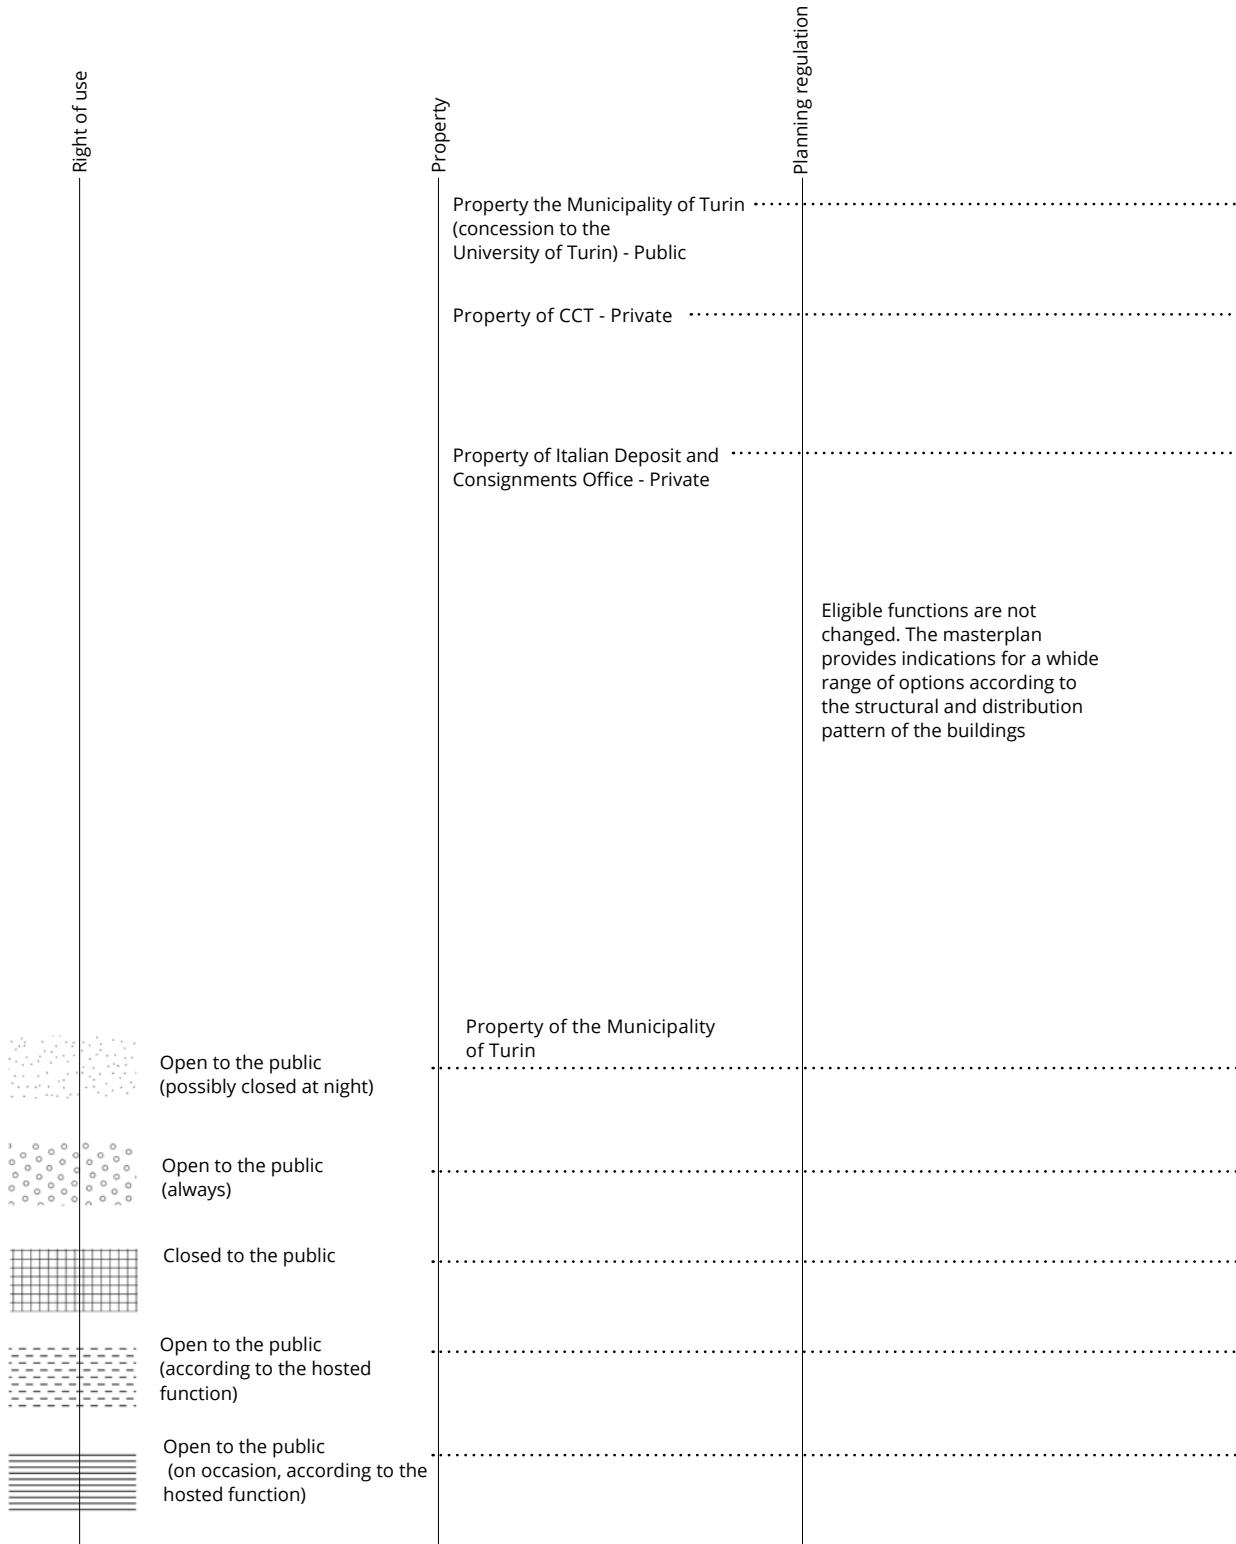 Right of use
Property
Planning regulation
Property the Municipality of Turin
(concession to the
University of Turin) - Public
Property of CCT - Private
Property of Italian Deposit and
Consignments Office - Private
Eligible functions are not
changed. The masterplan
provides indications for a whide
range of options according to
the structural and distribution
pattern of the buildings
Property of the Municipality
of Turin
Open to the public
(possibly closed at night)
Open to the public
(always)
Closed to the public
Open to the public
(according to the hosted
function)
Open to the public
(on occasion, according to the
hosted function)